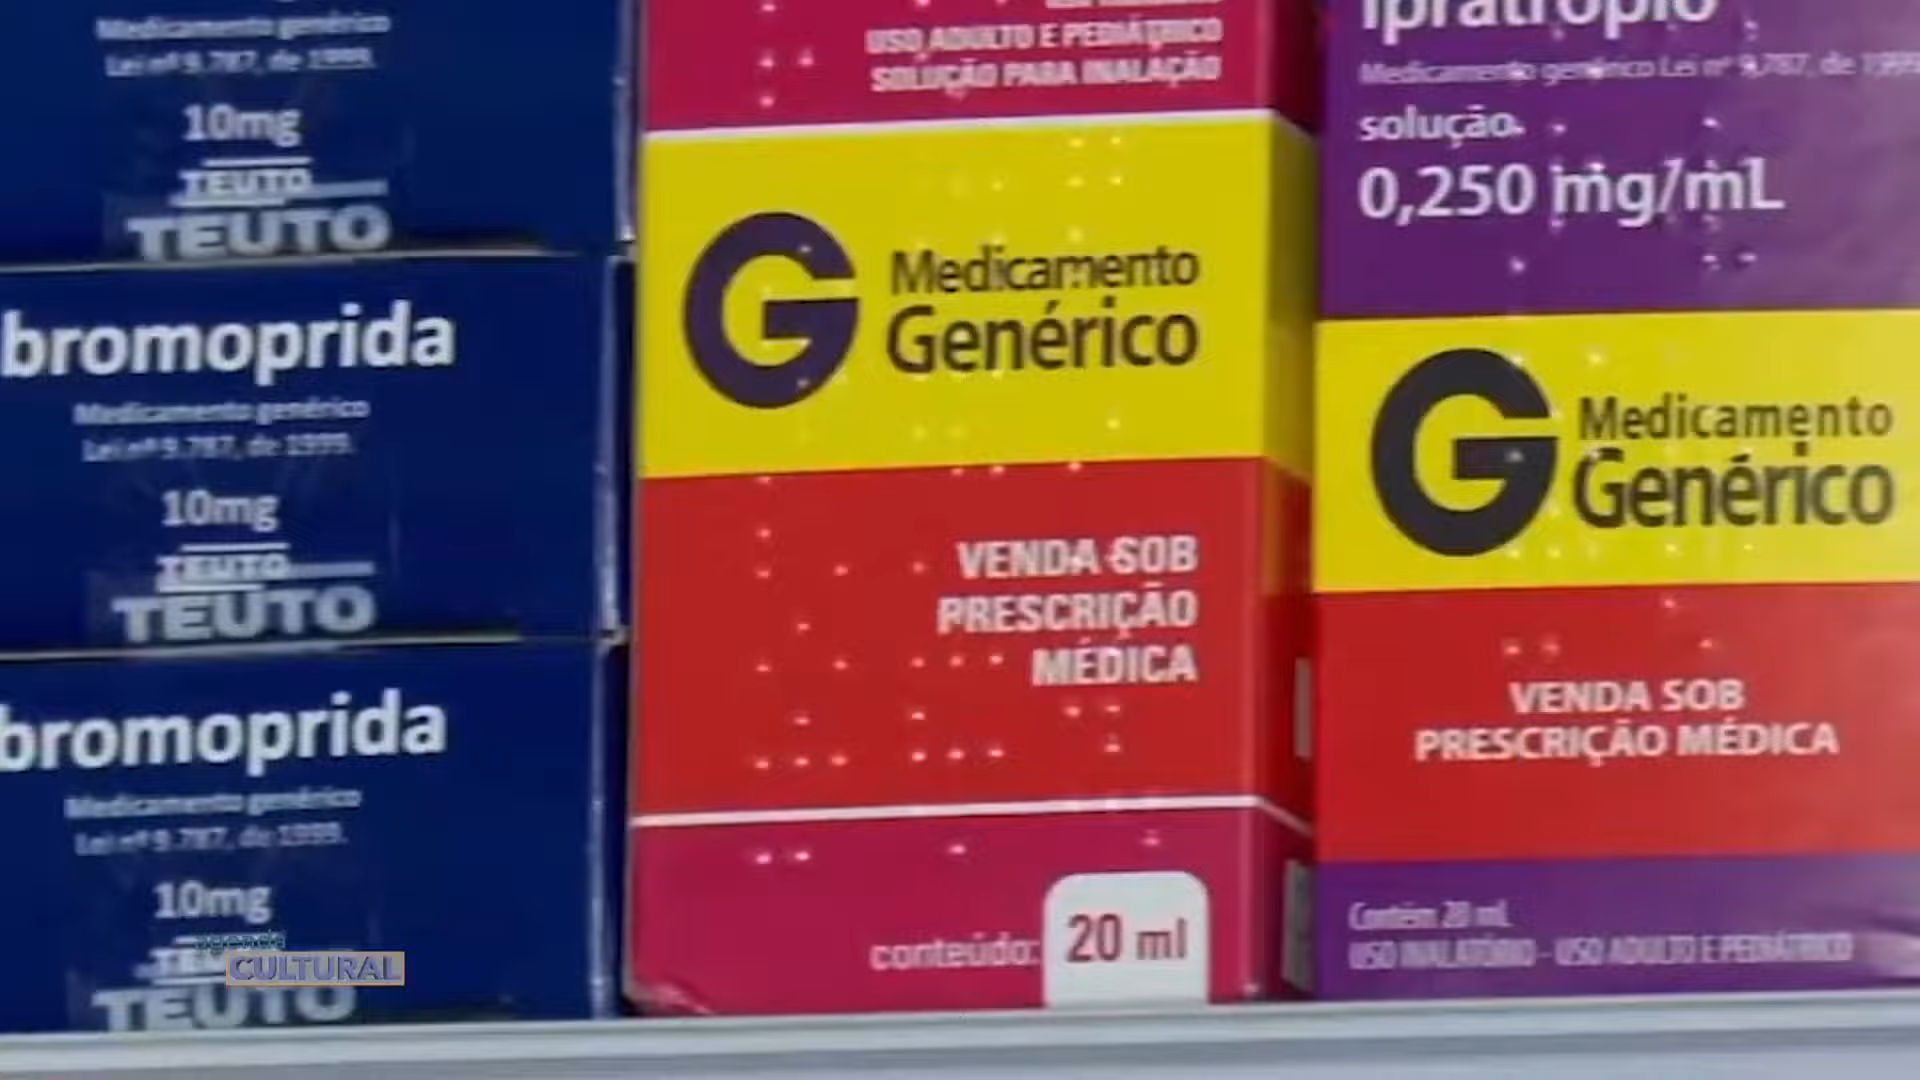 Medicamento genérico
Lei nº 9.787, de 1999.
10mg
TEUTO
TEUTO
bromoprida
Medicamento genérico
Lei nº 9.787, de 1999.
10mg
TEUTO
TEUTO
bromoprida
Medicamento genérico
Lei nº 9.787, de 1999.
10mg
TEUTO
agenda
CULTURAL
USO ADULTO E PEDIÁTRICO
SOLUÇÃO PARA INALAÇÃO
G Medicamento
Genérico
VENDA SOB
PRESCRIÇÃO
MÉDICA
conteúdo: 20 ml
ipratrópio
Medicamento genérico Lei nº 9.787, de 1999
solução
0,250 mg/mL
G Medicamento
Genérico
VENDA SOB
PRESCRIÇÃO MÉDICA
Contém 20 mL
USO INALATÓRIO - USO ADULTO E PEDIÁTRICO